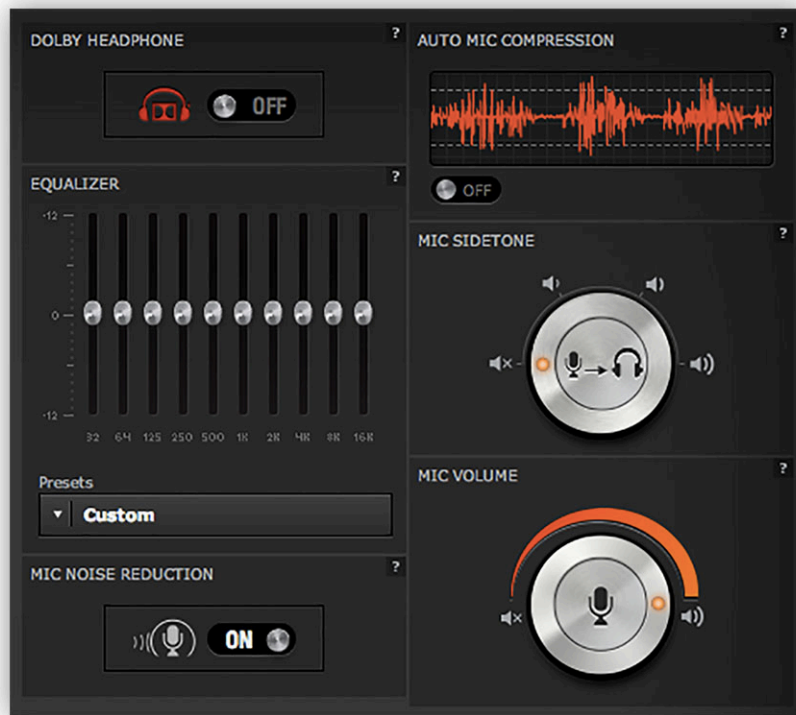 DOLBY HEADPHONE ?
OFF
EQUALIZER ?
-12
0
-12
32 64 125 250 500 1K 2K 4K 8K 16K
Presets
Custom
MIC NOISE REDUCTION ?
ON
AUTO MIC COMPRESSION ?
OFF
MIC SIDETONE ?
MIC VOLUME ?